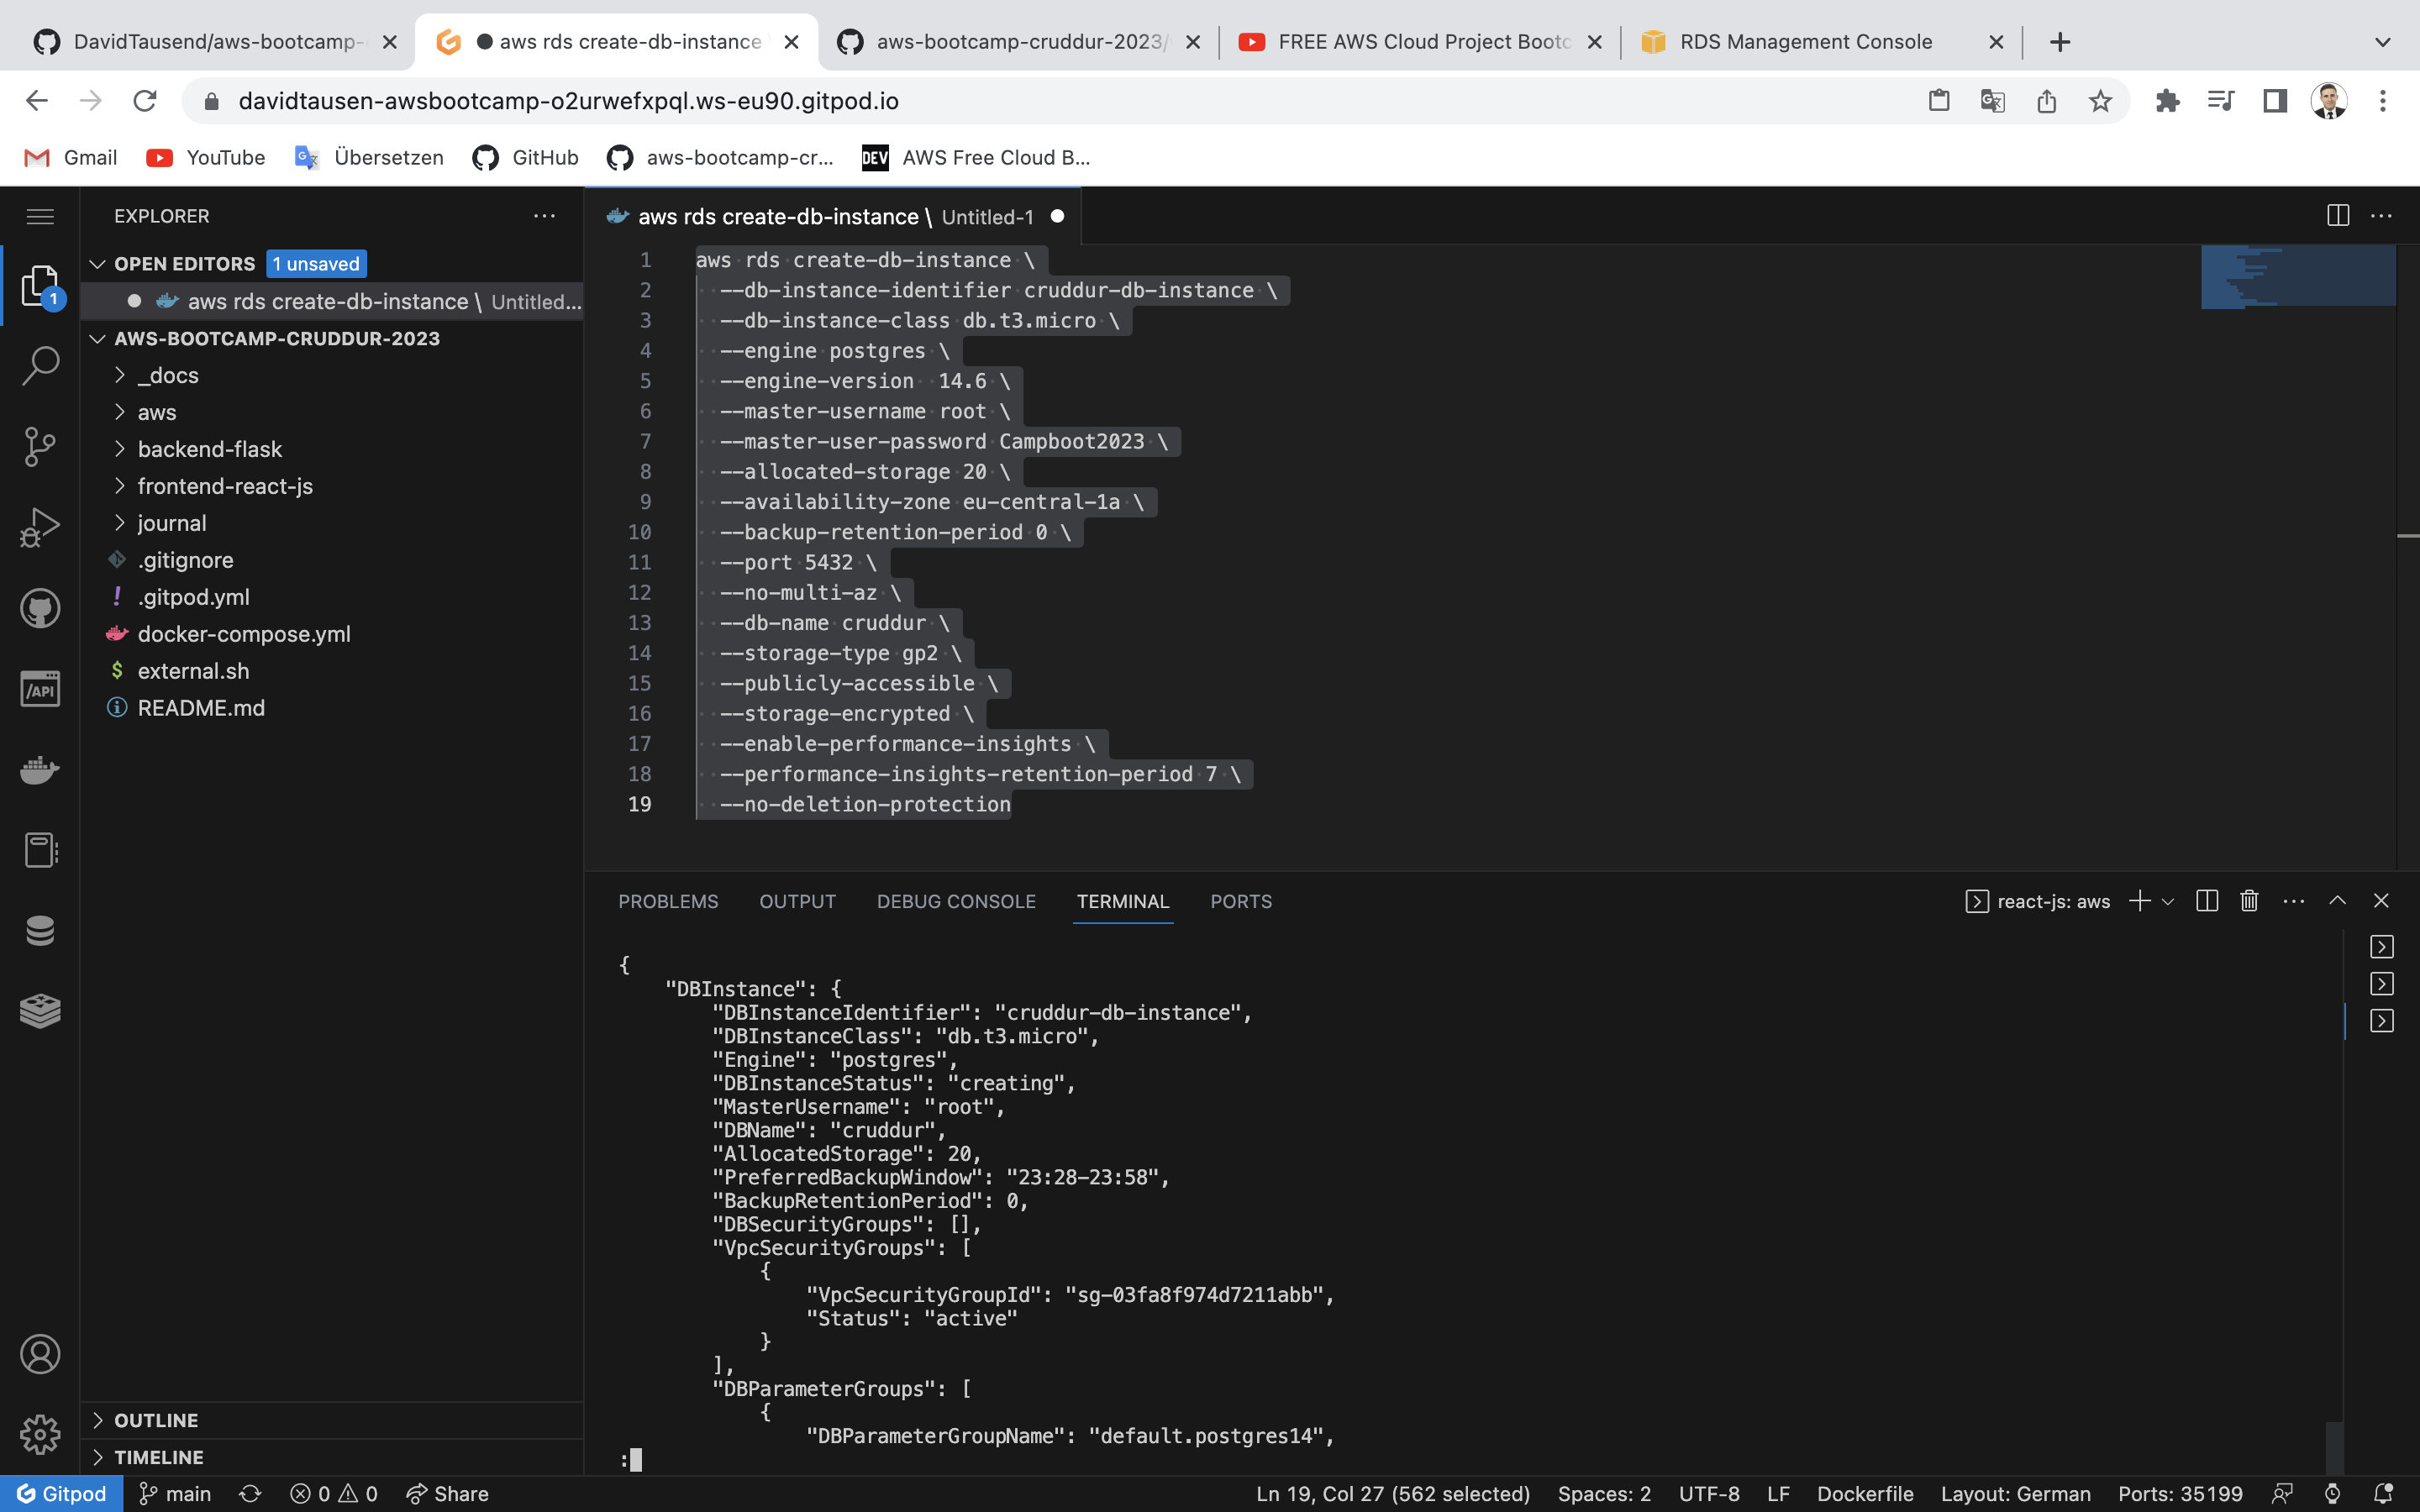 DavidTausend/aws-bootcamp-
aws rds create-db-instance
aws-bootcamp-cruddur-2023/
FREE AWS Cloud Project Bootc
RDS Management Console
davidtausen-awsbootcamp-o2urwefxpql.ws-eu90.gitpod.io
Gmail
YouTube
Übersetzen
GitHub
aws-bootcamp-cr...
DEV
AWS Free Cloud B...
EXPLORER
OPEN EDITORS
1 unsaved
aws rds create-db-instance \ Untitled...
AWS-BOOTCAMP-CRUDDUR-2023
_docs
aws
backend-flask
frontend-react-js
journal
.gitignore
! .gitpod.yml
docker-compose.yml
$ external.sh
README.md
OUTLINE
TIMELINE
1
/API
aws rds create-db-instance \ Untitled-1
1 aws rds create-db-instance \
2 --db-instance-identifier cruddur-db-instance \
3 --db-instance-class db.t3.micro \
4 --engine postgres \
5 --engine-version  14.6 \
6 --master-username root \
7 --master-user-password Campboot2023 \
8 --allocated-storage 20 \
9 --availability-zone eu-central-1a \
10 --backup-retention-period 0 \
11 --port 5432 \
12 --no-multi-az \
13 --db-name cruddur \
14 --storage-type gp2 \
15 --publicly-accessible \
16 --storage-encrypted \
17 --enable-performance-insights \
18 --performance-insights-retention-period 7 \
19 --no-deletion-protection
PROBLEMS OUTPUT DEBUG CONSOLE TERMINAL PORTS
react-js: aws
{
"DBInstance": {
"DBInstanceIdentifier": "cruddur-db-instance",
"DBInstanceClass": "db.t3.micro",
"Engine": "postgres",
"DBInstanceStatus": "creating",
"MasterUsername": "root",
"DBName": "cruddur",
"AllocatedStorage": 20,
"PreferredBackupWindow": "23:28-23:58",
"BackupRetentionPeriod": 0,
"DBSecurityGroups": [],
"VpcSecurityGroups": [
{
"VpcSecurityGroupId": "sg-03fa8f974d7211abb",
"Status": "active"
}
],
"DBParameterGroups": [
{
"DBParameterGroupName": "default.postgres14",
:
Gitpod
main
0 0
Share
Ln 19, Col 27 (562 selected)
Spaces: 2
UTF-8
LF
Dockerfile
Layout: German
Ports: 35199